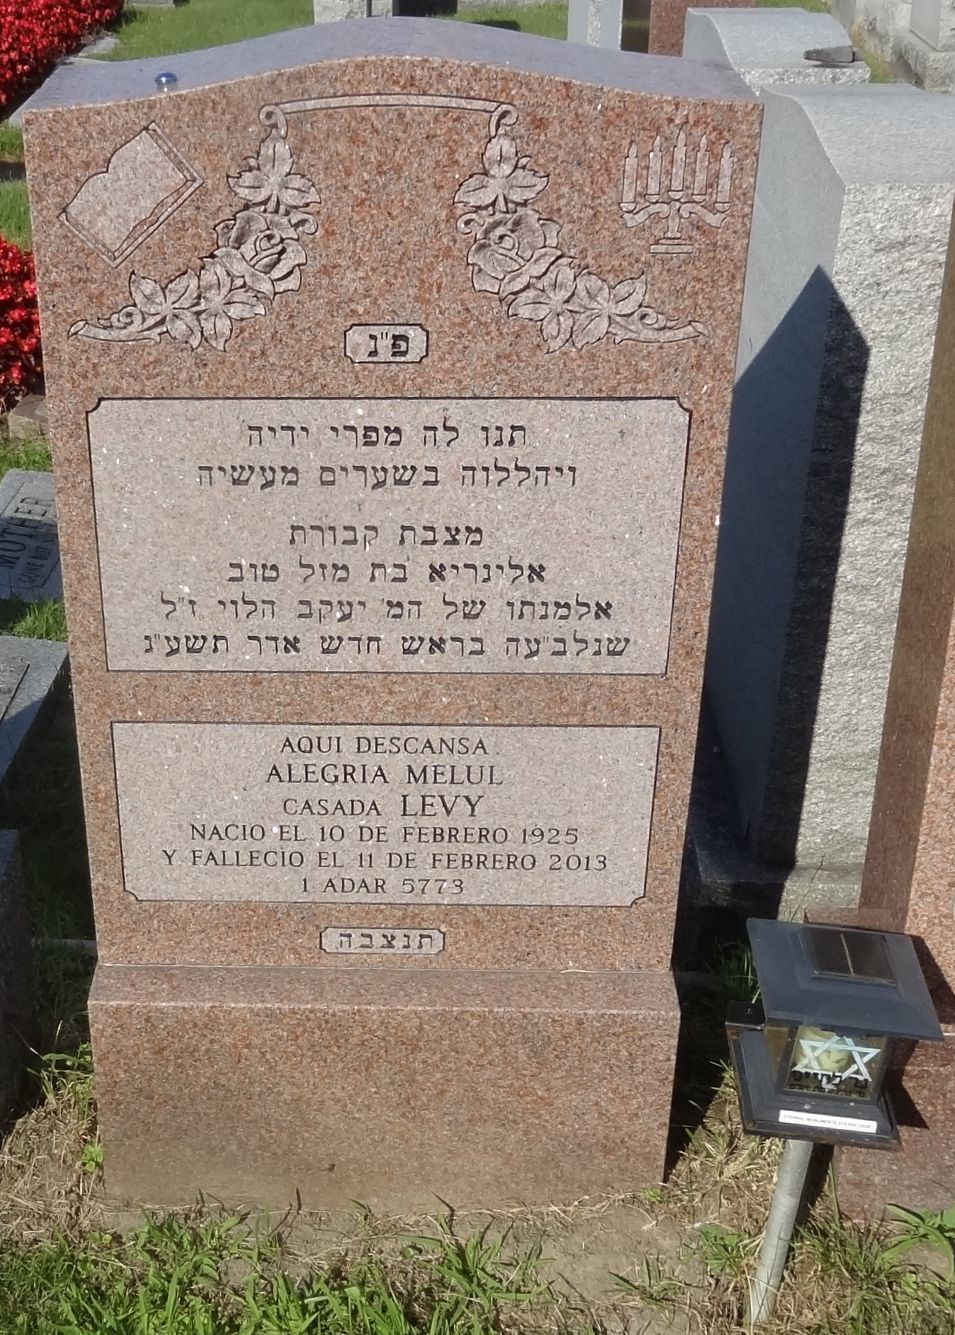 פ"נ
תנו לה מפרי ידיה
ויהללוה בשערים מעשיה
מצבת קבורת
אלינריא בת מזל טוב
אלמנתו של המ' יעקב הלוי ז"ל
שנלב"עה בראש חדש אדר תשע"ג
AQUI DESCANSA
ALEGRIA MELUL
CASADA LEVY
NACIO EL 10 DE FEBRERO 1925
Y FALLECIO EL 11 DE FEBRERO 2013
1 ADAR 5773
תנצבה
MOTHER